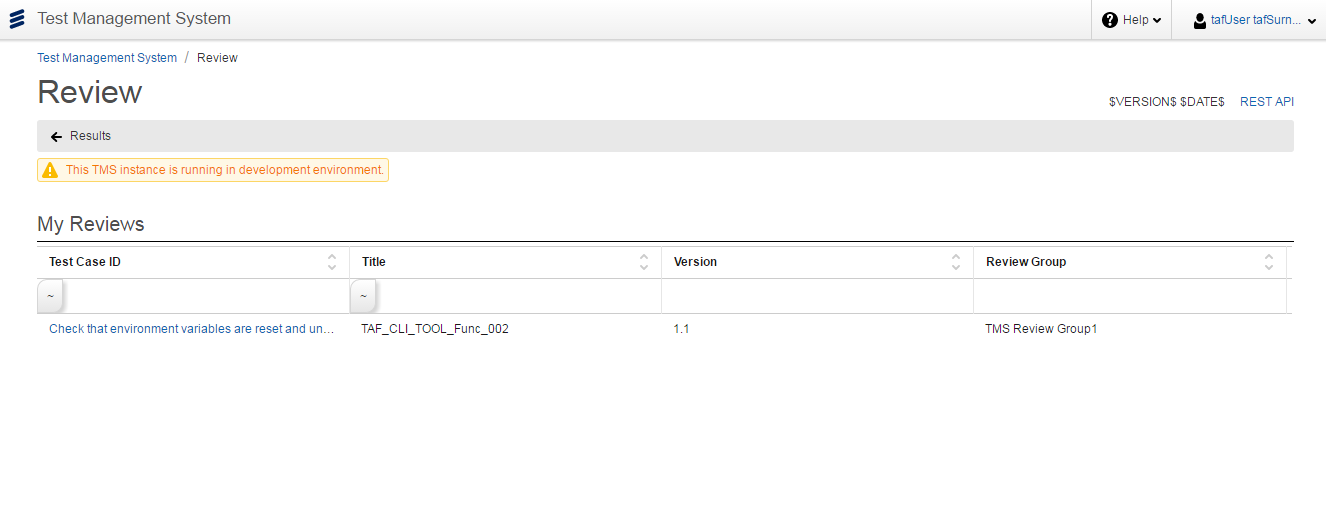 Test Management System
Help
tafUser tafSurn...
Test Management System / Review
Review
$VERSION$ $DATE$ REST API
Results
This TMS instance is running in development environment.
My Reviews
Test Case ID Title Version Review Group
~ ~
Check that environment variables are reset and un... TAF_CLI_TOOL_Func_002 1.1 TMS Review Group1